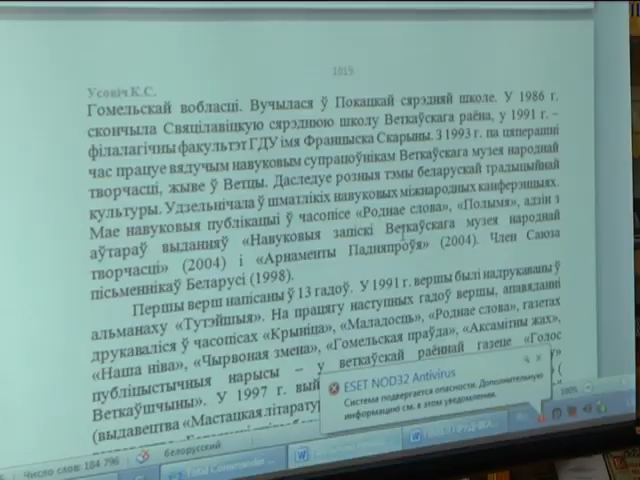 1019
Усовіч К.С.
Гомельскай вобласці. Вучылася ў Покацкай сярэдняй школе. У 1986 г.
скончыла Свяцілавіцкую сярэднюю школу Веткаўскага раёна, у 1991 г. –
філалагічны факультэт ГДУ імя Францыска Скарыны. З 1993 г. па цяперашні
час працуе вядучым навуковым супрацоўнікам Веткаўскага музея народнай
творчасці, жыве ў Ветцы. Даследуе розныя тэмы беларускай традыцыйнай
культуры. Удзельнічала ў шматлікіх навуковых міжнародных канферэнцыях.
Мае навуковыя публікацыі ў часопісе «Роднае слова», «Полымя», адзін з
аўтараў выданняў «Навуковыя запіскі Веткаўскага музея народнай
творчасці» (2004) і «Арнаменты Падняпроўя» (2004). Член Саюза
пісьменнікаў Беларусі (1998).
Першы верш напісаны ў 13 гадоў. У 1991 г. вершы былі надрукаваны ў
альманаху «Тутэйшыя». На працягу наступных гадоў вершы, апавяданні
друкаваліся ў часопісах «Крыніца», «Маладосць», «Роднае слова», газетах
«Наша ніва», «Чырвоная змена», «Гомельская праўда», «Аксамітны жах»,
публіцыстычныя нарысы – у веткаўскай раённай газеце «Голас
Веткаўшчыны». У 1997 г.
(выдавецтва «Мастацкая
ESET NOD32 Antivirus
Система подвергается опасности. Дополнительную
информацию см. в этом уведомлении.
100%
Число слов: 184 796
белорусский
Total Commander